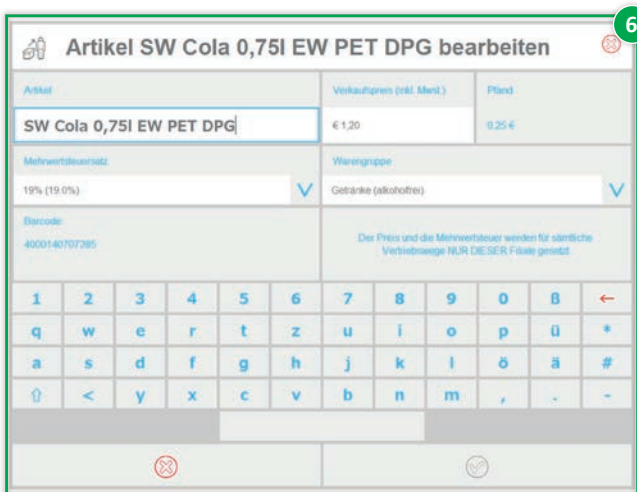 6
Artikel SW Cola 0,75l EW PET DPG bearbeiten
Artikel
Verkaufspreis (inkl. Mwst.)
Pfand
SW Cola 0,75l EW PET DPG
€ 1,20
0,25 €
Mehrwertsteuersatz
Warengruppe
19% (19.0%)
Getränke (alkoholfrei)
Barcode
4000140707285
Der Preis und die Mehrwertsteuer werden für sämtliche
Vertriebswege NUR DIESER Filiale gesetzt
1 2 3 4 5 6 7 8 9 0 ß ←
q w e r t z u i o p ü *
a s d f g h j k l ö ä #
⇧ < y x c v b n m , . -